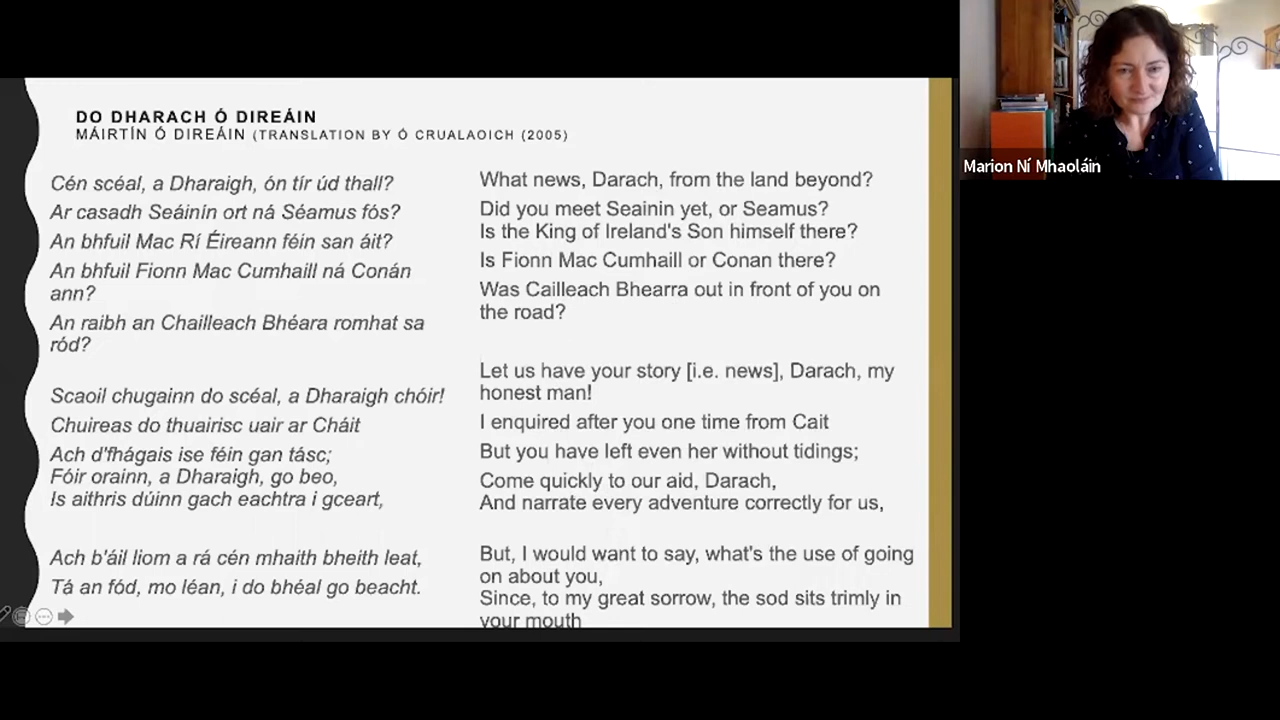 DO DHARACH Ó DIREÁIN
MÁIRTÍN Ó DIREÁIN (TRANSLATION BY Ó CRUALAOICH (2005)
Cén scéal, a Dharaigh, ón tír úd thall?
Ar casadh Seáinín ort ná Séamus fós?
An bhfuil Mac Rí Éireann féin san áit?
An bhfuil Fionn Mac Cumhaill ná Conán
ann?
An raibh an Chailleach Bhéara romhat sa
ród?
Scaoil chugainn do scéal, a Dharaigh chóir!
Chuireas do thuairisc uair ar Cháit
Ach d'fhágais ise féin gan tásc;
Fóir orainn, a Dharaigh, go beo,
Is aithris dúinn gach eachtra i gceart,
Ach b'áil liom a rá cén mhaith bheith leat,
Tá an fód, mo léan, i do bhéal go beacht.
What news, Darach, from the land beyond?
Did you meet Seainin yet, or Seamus?
Is the King of Ireland's Son himself there?
Is Fionn Mac Cumhaill or Conan there?
Was Cailleach Bhearra out in front of you on
the road?
Let us have your story [i.e. news], Darach, my
honest man!
I enquired after you one time from Cait
But you have left even her without tidings;
Come quickly to our aid, Darach,
And narrate every adventure correctly for us,
But, I would want to say, what's the use of going
on about you,
Since, to my great sorrow, the sod sits trimly in
your mouth
Marion Ní Mhaoláin